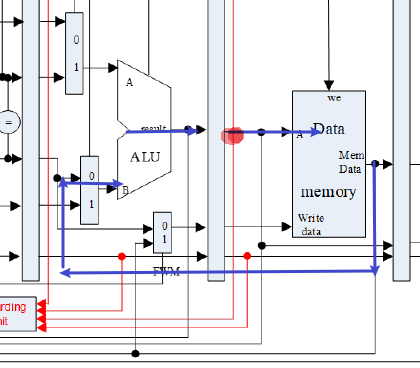 0
1
A
we
=
result
A
Data
ALU
Mem
Data
0
B
memory
1
0
Write
data
1
FWM
rding
nit